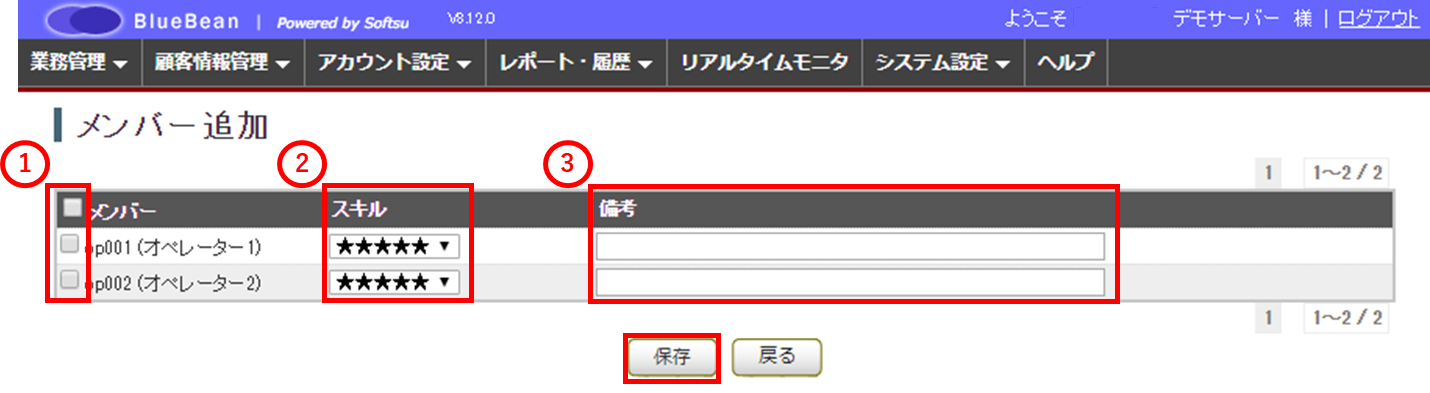 BlueBean | Powered by Softsu V8.12.0 ようこそ デモサーバー 様 | ログアウト
業務管理 ▼ 顧客情報管理 ▼ アカウント設定 ▼ レポート・履歴 ▼ リアルタイムモニタ システム設定 ▼ ヘルプ
メンバー追加
1 2 3
1 1～2 / 2
メンバー スキル 備考
op001 (オペレーター1) ★★★★★ ▼
op002 (オペレーター2) ★★★★★ ▼
1 1～2 / 2
保存 戻る